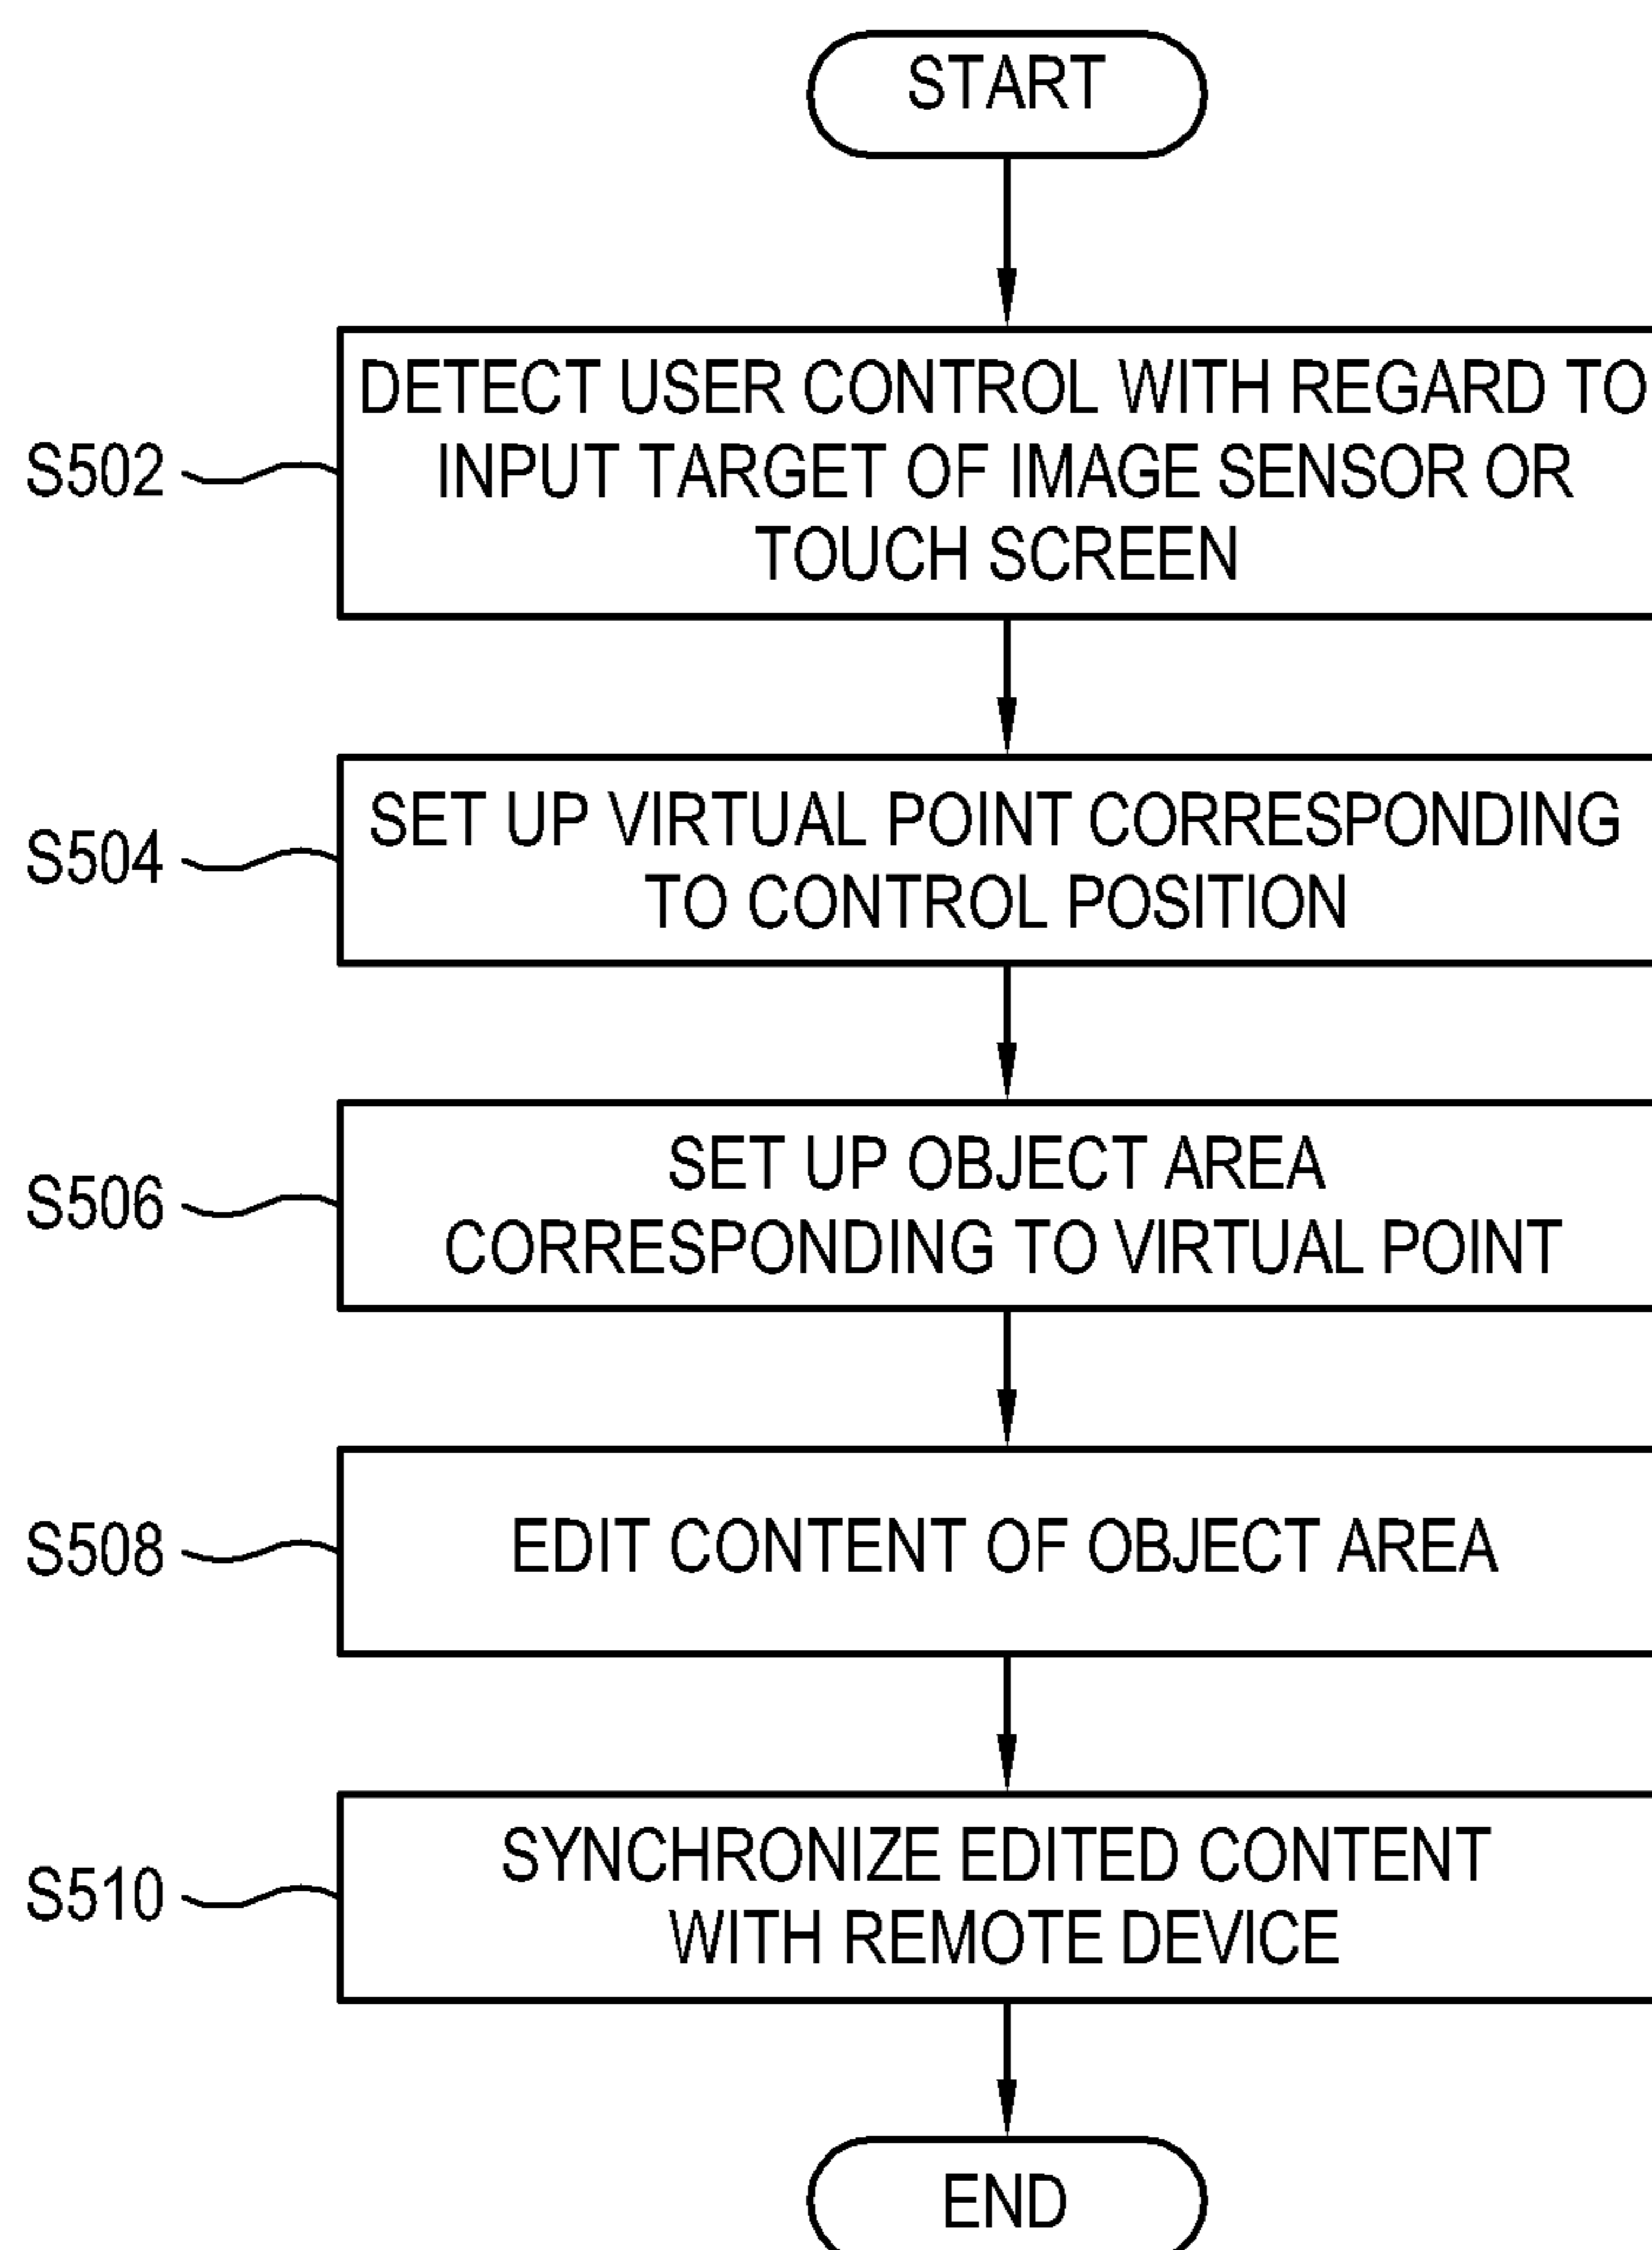 START
S502
DETECT USER CONTROL WITH REGARD TO
INPUT TARGET OF IMAGE SENSOR OR
TOUCH SCREEN
S504
SET UP VIRTUAL POINT CORRESPONDING
TO CONTROL POSITION
S506
SET UP OBJECT AREA
CORRESPONDING TO VIRTUAL POINT
S508
EDIT CONTENT OF OBJECT AREA
S510
SYNCHRONIZE EDITED CONTENT
WITH REMOTE DEVICE
END